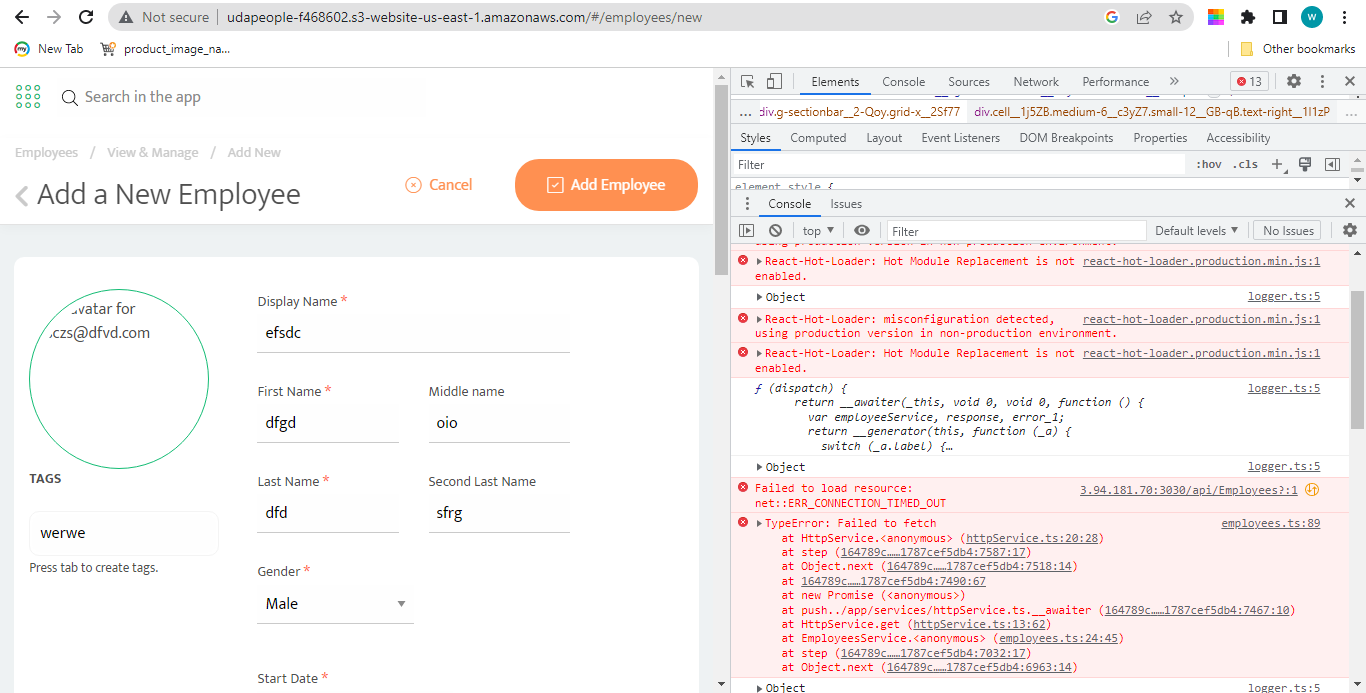 Not secure
udapeople-f468602.s3-website-us-east-1.amazonaws.com/#/employees/new
W
my
New Tab
product_image_na...
Other bookmarks
Search in the app
Employees / View & Manage / Add New
Add a New Employee
Cancel
Add Employee
vatar for
czs@dfvd.com
TAGS
werwe
Press tab to create tags.
Display Name *
efsdc
First Name *
Middle name
dfgd
oio
Last Name *
Second Last Name
dfd
sfrg
Gender *
Male
Start Date *
Elements Console Sources Network Performance » 13
... div.g-sectionbar__2-Qoy.grid-x__2Sf77 div.cell__1j5ZB.medium-6__c3yZ7.small-12__GB-qB.text-right__1l1zP ...
Styles Computed Layout Event Listeners DOM Breakpoints Properties Accessibility
Filter :hov .cls +
element.style {
Console Issues
top Filter Default levels No Issues
using production version in non-production environment.
React-Hot-Loader: Hot Module Replacement is not react-hot-loader.production.min.js:1
enabled.
Object logger.ts:5
React-Hot-Loader: misconfiguration detected, react-hot-loader.production.min.js:1
using production version in non-production environment.
React-Hot-Loader: Hot Module Replacement is not react-hot-loader.production.min.js:1
enabled.
ƒ (dispatch) { logger.ts:5
return __awaiter(_this, void 0, void 0, function () {
var employeeService, response, error_1;
return __generator(this, function (_a) {
switch (_a.label) {…
Object logger.ts:5
Failed to load resource: 3.94.181.70:3030/api/Employees?:1
net::ERR_CONNECTION_TIMED_OUT
TypeError: Failed to fetch employees.ts:89
at HttpService.<anonymous> (httpService.ts:20:28)
at step (164789c……1787cef5db4:7587:17)
at Object.next (164789c……1787cef5db4:7518:14)
at 164789c……1787cef5db4:7490:67
at new Promise (<anonymous>)
at push../app/services/httpService.ts.__awaiter (164789c……1787cef5db4:7467:10)
at HttpService.get (httpService.ts:13:62)
at EmployeesService.<anonymous> (employees.ts:24:45)
at step (164789c……1787cef5db4:7032:17)
at Object.next (164789c……1787cef5db4:6963:14)
Object logger.ts:5